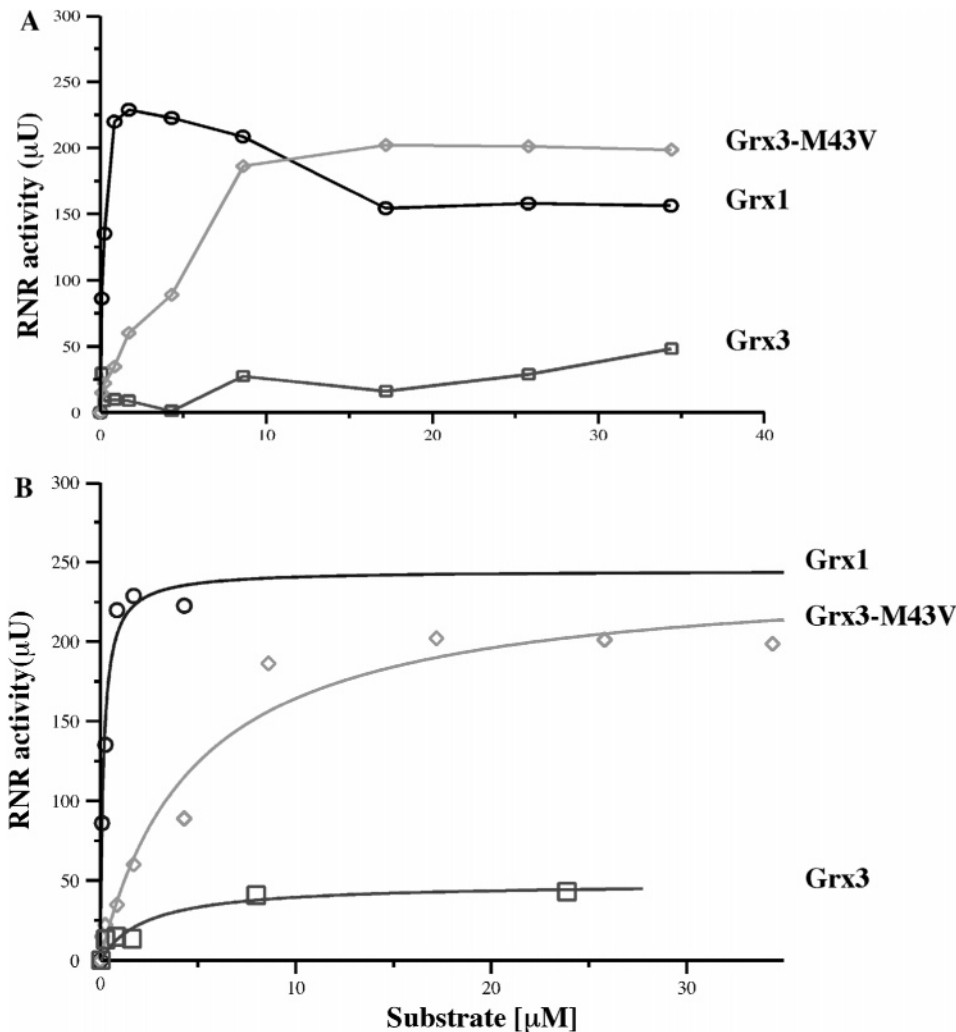 A
300
250
200
150
100
50
0
RNR activity (μU)
Grx3-M43V
Grx1
Grx3
0 10 20 30 40
B
300
250
200
150
100
50
0
RNR activity(μU)
Grx1
Grx3-M43V
Grx3
0 10 20 30
Substrate [μM]